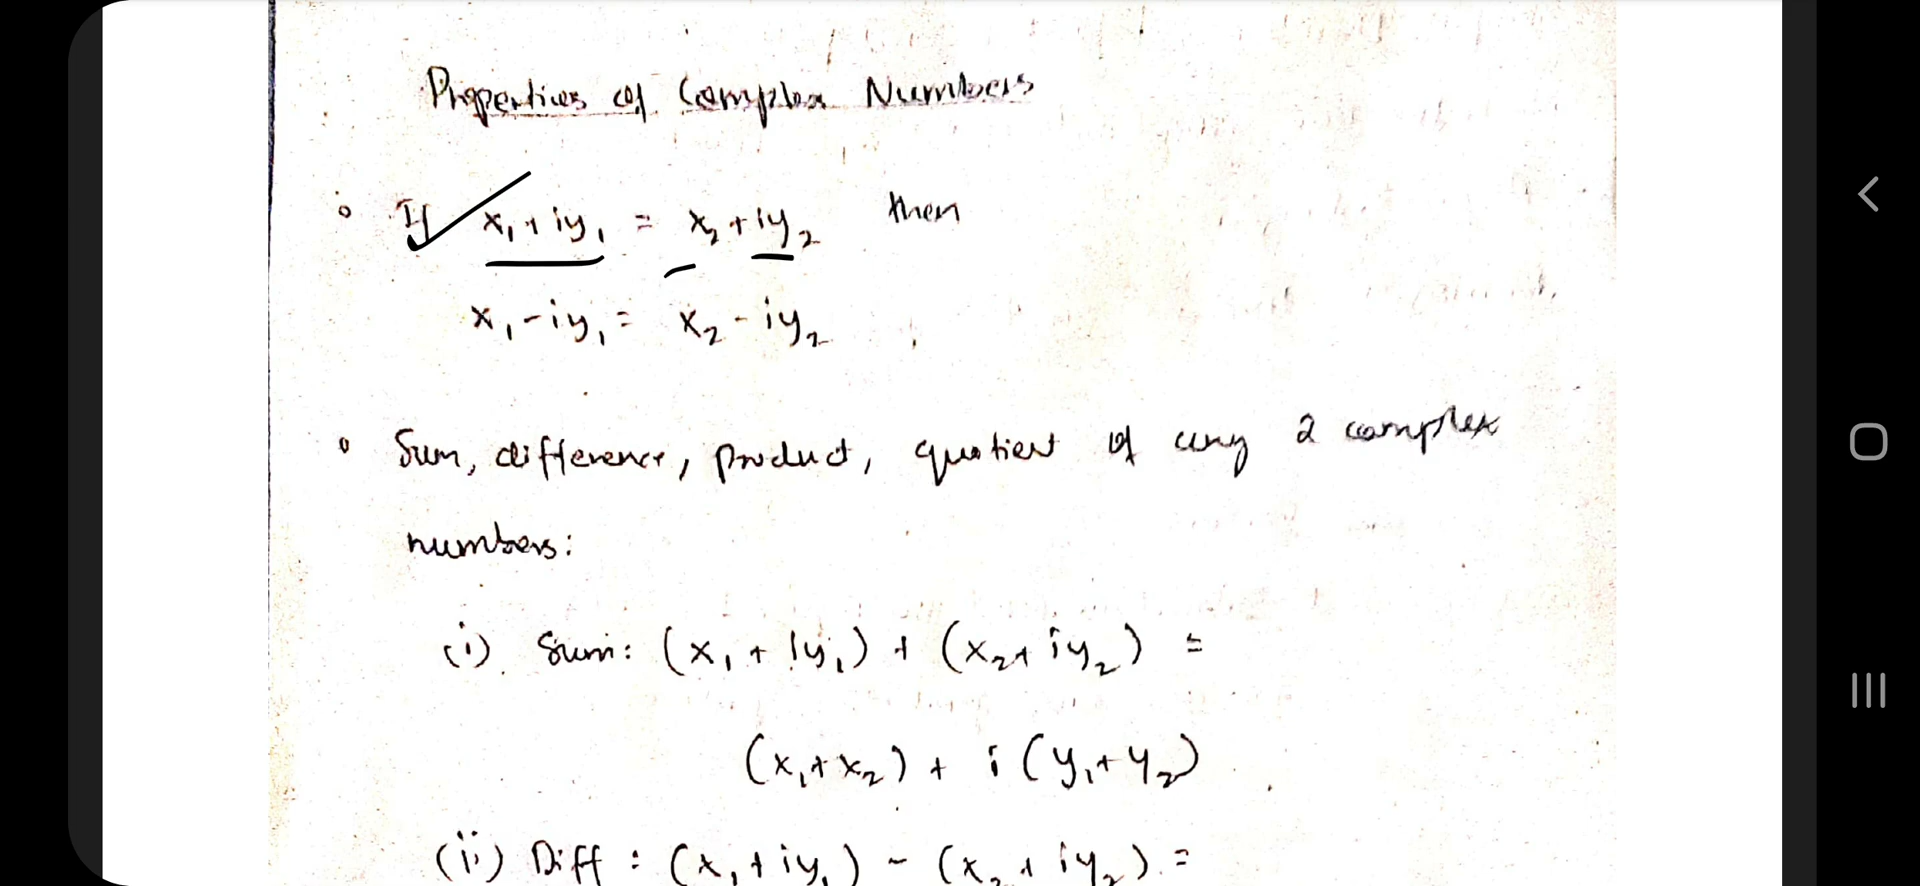 Properties of Complex Numbers
• If x₁ + iy₁ = x₂ + iy₂ then
x₁ - iy₁ = x₂ - iy₂
• Sum, difference, product, quotient of any 2 complex
numbers:
(i) Sum: (x₁ + iy₁) + (x₂ + iy₂) =
(x₁ + x₂) + i (y₁ + y₂)
(ii) Diff : (x₁ + iy₁) - (x₂ + iy₂) =